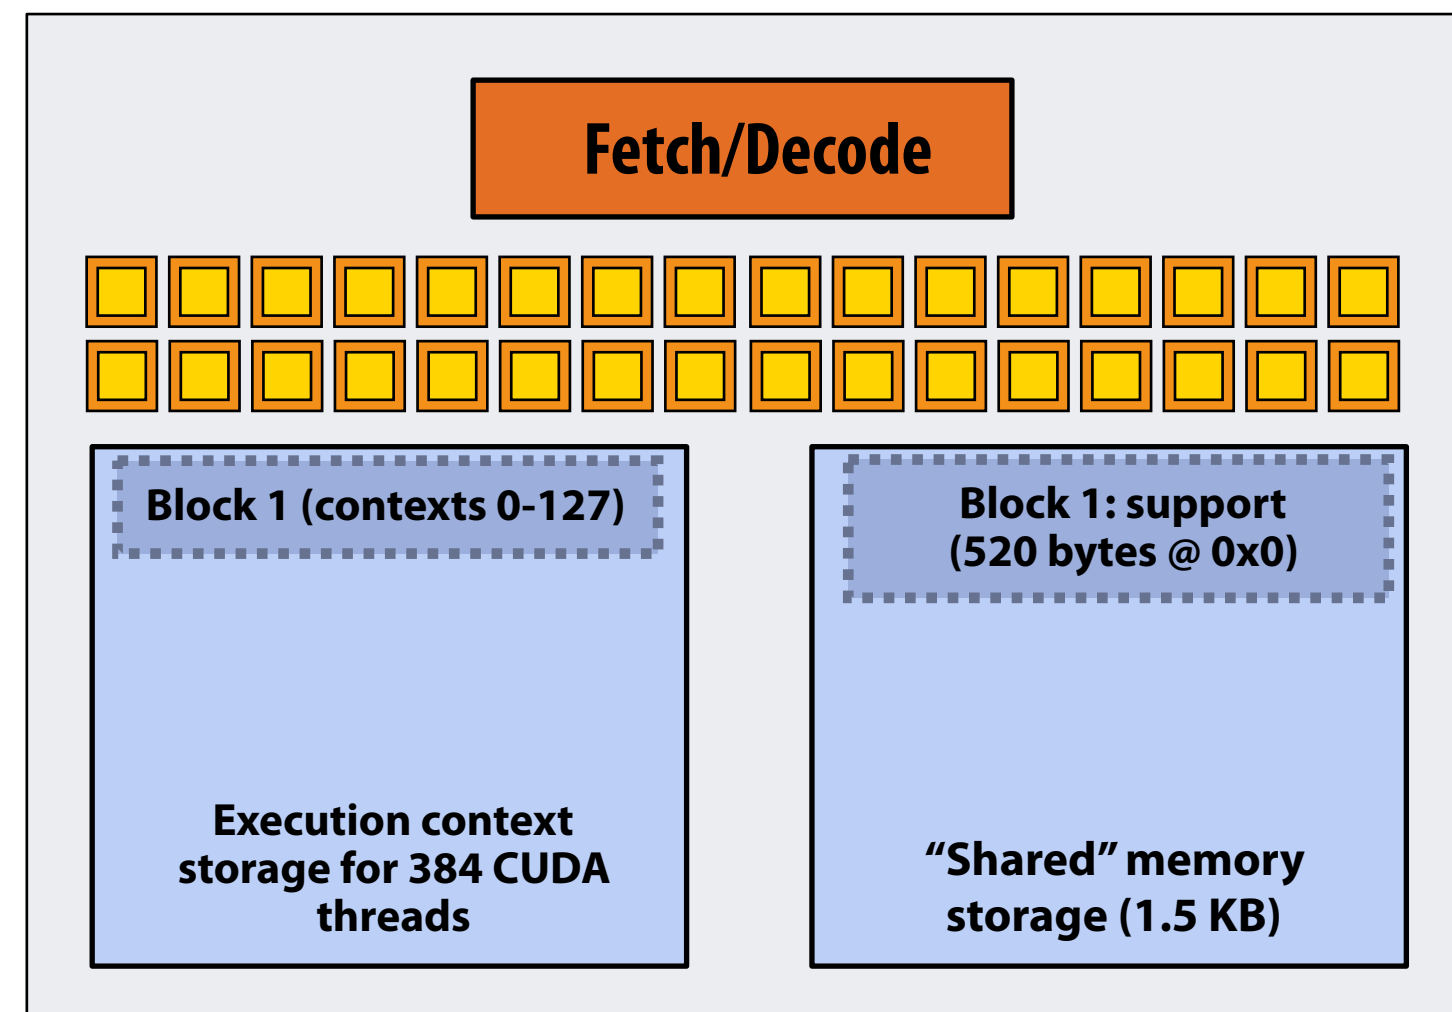 Fetch/Decode
Block 1 (contexts 0-127)
Execution context
storage for 384 CUDA
threads
Block 1: support
(520 bytes @ 0x0)
“Shared” memory
storage (1.5 KB)